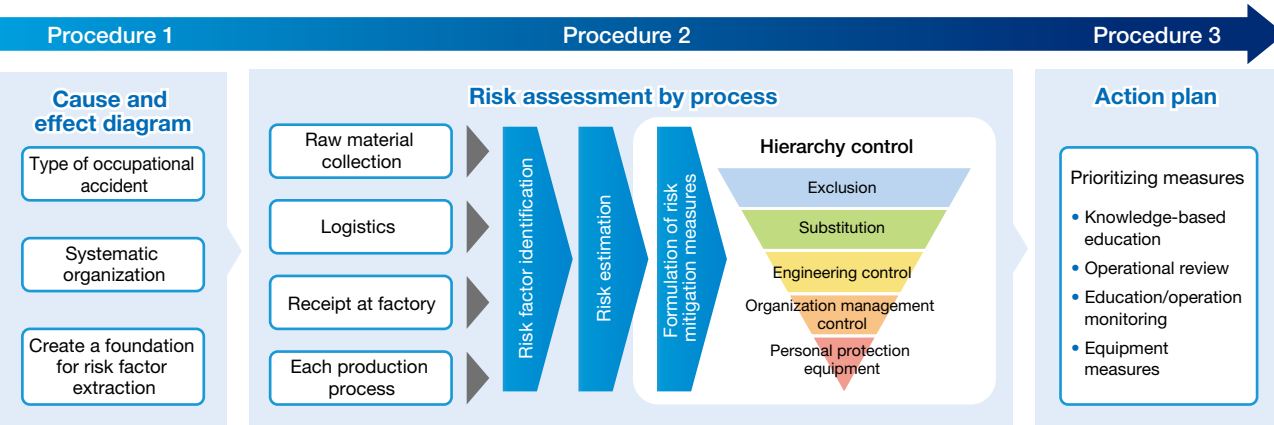 Procedure 1
Procedure 2
Procedure 3
Cause and
effect diagram
Type of occupational
accident
Systematic
organization
Create a foundation
for risk factor
extraction
Risk assessment by process
Raw material
collection
Logistics
Receipt at factory
Each production
process
Risk factor identification
Risk estimation
Formulation of risk
mitigation measures
Hierarchy control
Exclusion
Substitution
Engineering control
Organization management
control
Personal protection
equipment
Action plan
Prioritizing measures
• Knowledge-based
education
• Operational review
• Education/operation
monitoring
• Equipment
measures